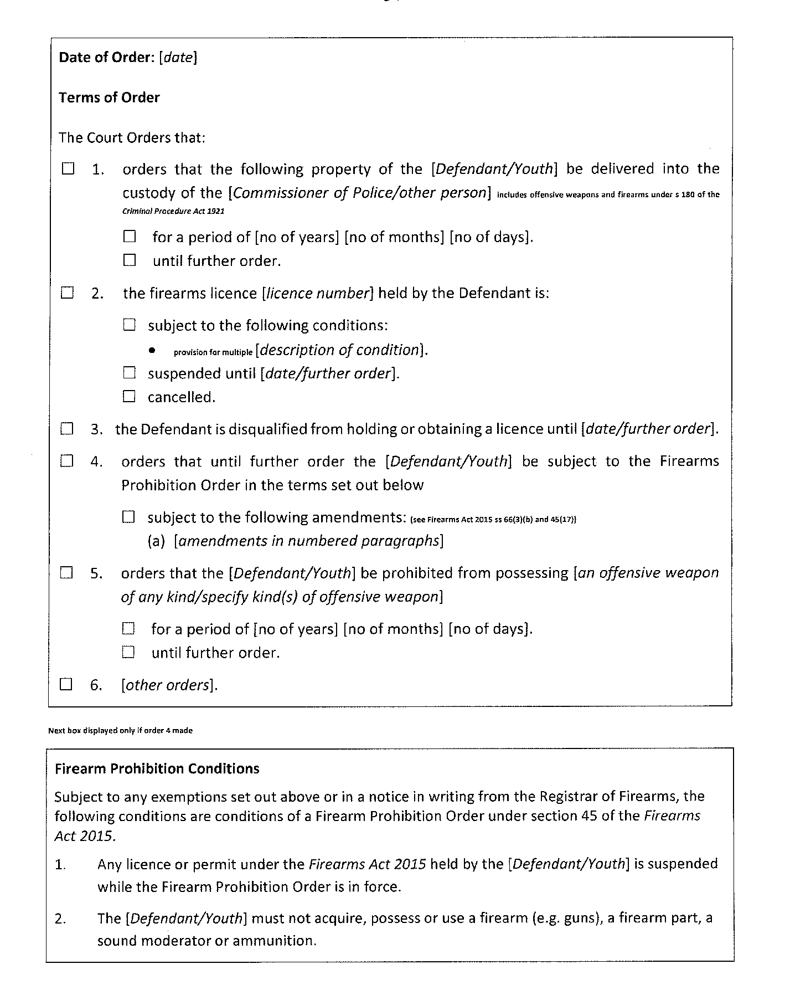 Date of Order: [date]
Terms of Order
The Court Orders that:
☐ 1. orders that the following property of the [Defendant/Youth] be delivered into the
custody of the [Commissioner of Police/other person] includes offensive weapons and firearms under s 180 of the
Criminal Procedure Act 1921
☐ for a period of [no of years] [no of months] [no of days].
☐ until further order.
☐ 2. the firearms licence [licence number] held by the Defendant is:
☐ subject to the following conditions:
• provision for multiple [description of condition].
☐ suspended until [date/further order].
☐ cancelled.
☐ 3. the Defendant is disqualified from holding or obtaining a licence until [date/further order].
☐ 4. orders that until further order the [Defendant/Youth] be subject to the Firearms
Prohibition Order in the terms set out below
☐ subject to the following amendments: (see Firearms Act 2015 ss 66(3)(b) and 45(17))
(a) [amendments in numbered paragraphs]
☐ 5. orders that the [Defendant/Youth] be prohibited from possessing [an offensive weapon
of any kind/specify kind(s) of offensive weapon]
☐ for a period of [no of years] [no of months] [no of days].
☐ until further order.
☐ 6. [other orders].
Next box displayed only if order 4 made
Firearm Prohibition Conditions
Subject to any exemptions set out above or in a notice in writing from the Registrar of Firearms, the
following conditions are conditions of a Firearm Prohibition Order under section 45 of the Firearms
Act 2015.
1. Any licence or permit under the Firearms Act 2015 held by the [Defendant/Youth] is suspended
while the Firearm Prohibition Order is in force.
2. The [Defendant/Youth] must not acquire, possess or use a firearm (e.g. guns), a firearm part, a
sound moderator or ammunition.